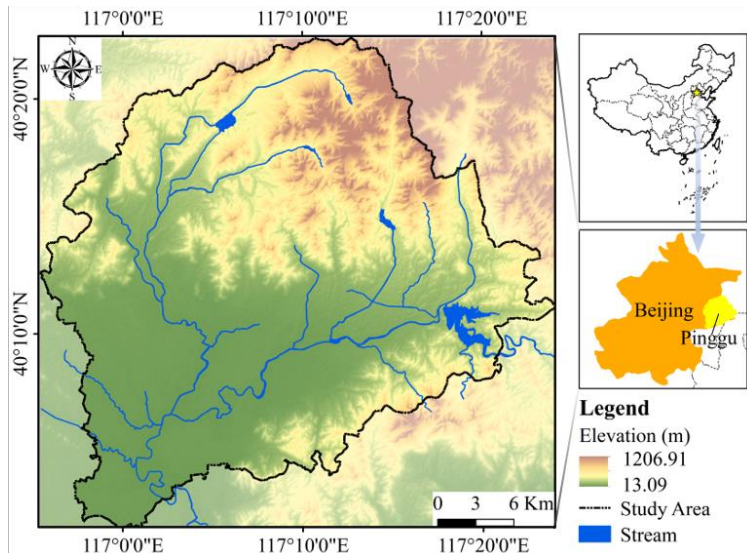 117°0'0"E 117°10'0"E 117°20'0"E
40°20'0"N
40°10'0"N
N
W E
S
0 3 6 Km
117°0'0"E 117°10'0"E 117°20'0"E
Beijing
Pinggu
Legend
Elevation (m)
1206.91
13.09
Study Area
Stream